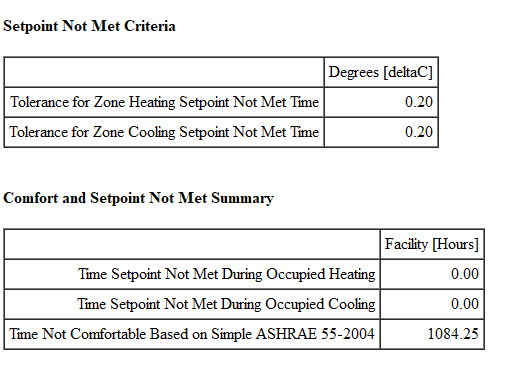 Setpoint Not Met Criteria
Degrees [deltaC]
Tolerance for Zone Heating Setpoint Not Met Time 0.20
Tolerance for Zone Cooling Setpoint Not Met Time 0.20
Comfort and Setpoint Not Met Summary
Facility [Hours]
Time Setpoint Not Met During Occupied Heating 0.00
Time Setpoint Not Met During Occupied Cooling 0.00
Time Not Comfortable Based on Simple ASHRAE 55-2004 1084.25